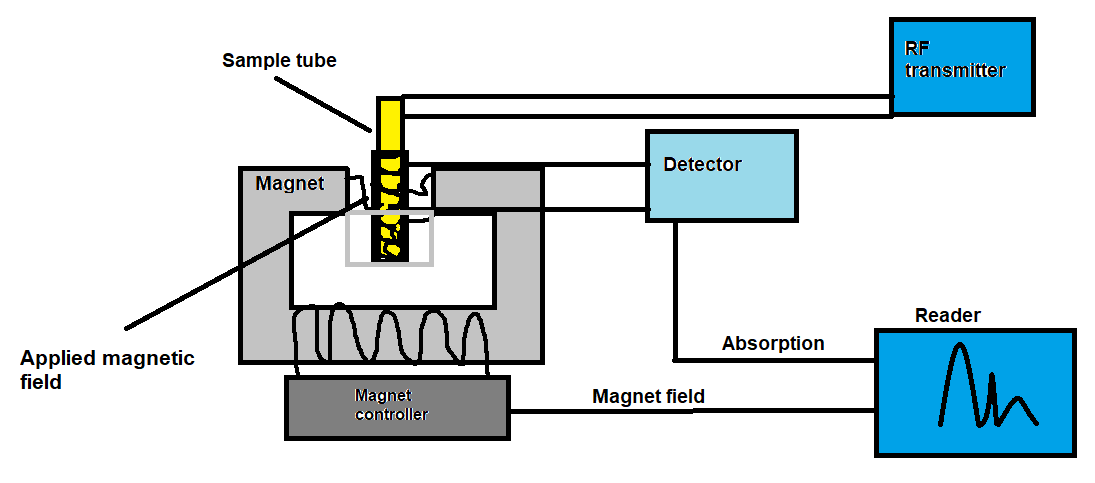 Sample tube
RF
transmitter
Detector
Magnet
Applied magnetic
field
Reader
Absorption
Magnet field
Magnet
controller